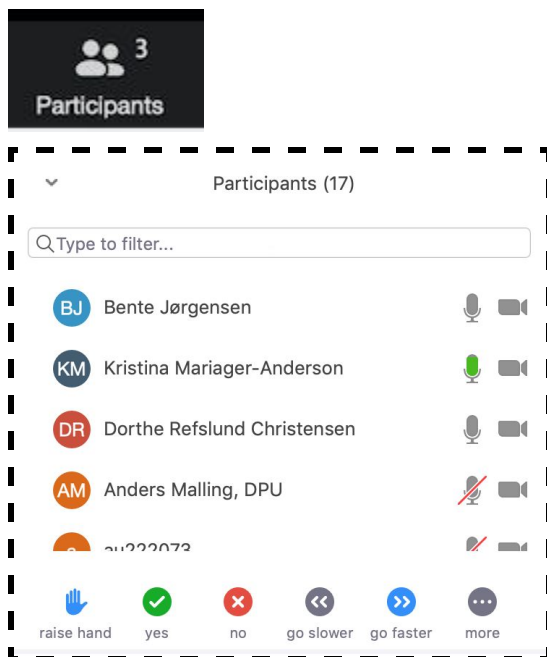 3
Participants
Participants (17)
Type to filter...
BJ Bente Jørgensen
KM Kristina Mariager-Anderson
DR Dorthe Refslund Christensen
AM Anders Malling, DPU
a au222073
raise hand yes no go slower go faster more